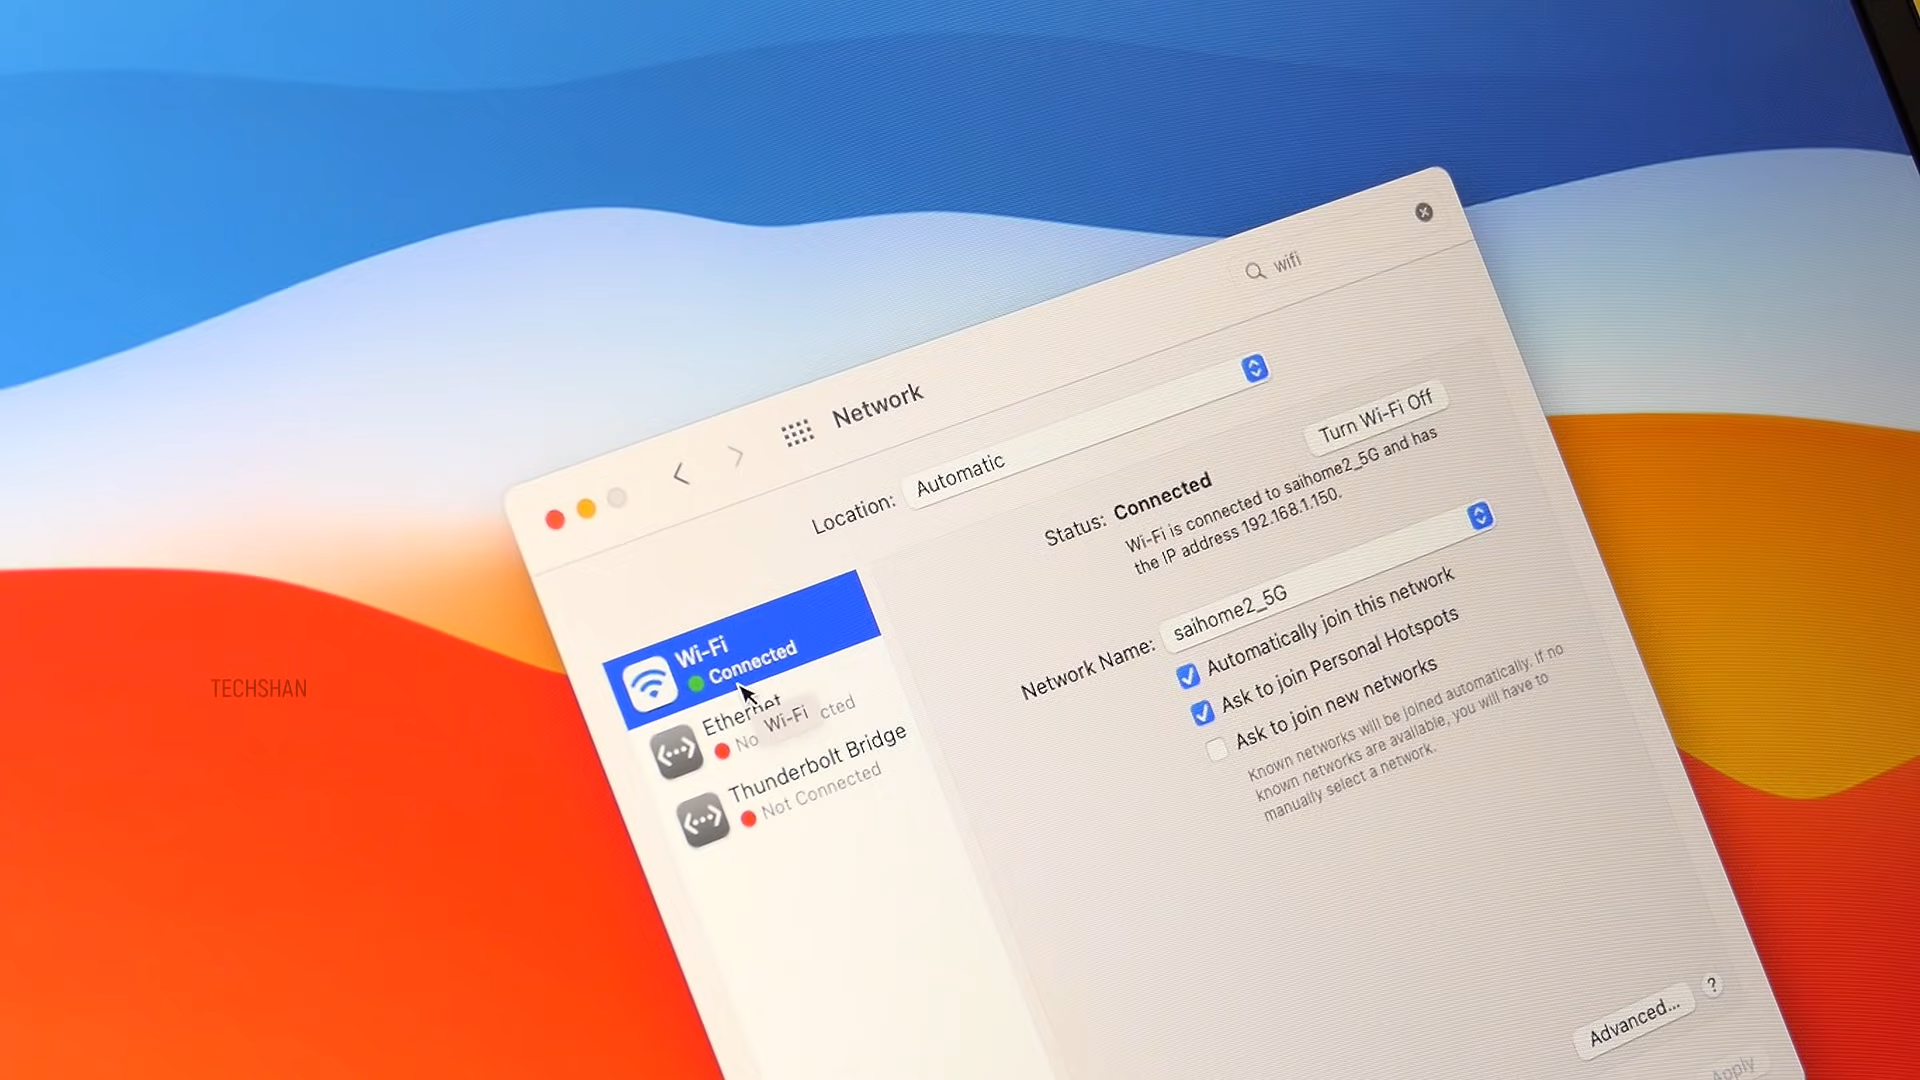 wifi
Network
Location: Automatic
Turn Wi-Fi Off
Status: Connected
Wi-Fi is connected to saihome2_5G and has
the IP address 192.168.1.150.
Wi-Fi
Connected
Ethernet
Wi-Fi
Thunderbolt Bridge
Not Connected
Network Name: saihome2_5G
Automatically join this network
Ask to join Personal Hotspots
Ask to join new networks
Known networks will be joined automatically. If no
known networks are available, you will have to
manually select a network.
TECHSHAN
Advanced... ?
Apply